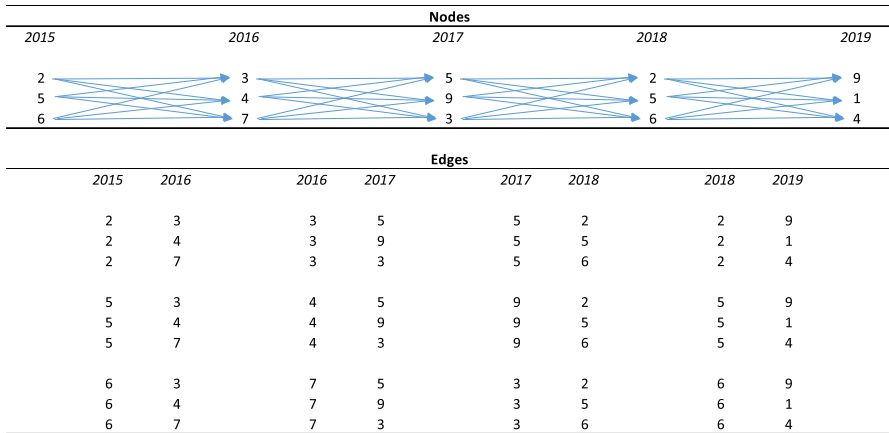 Nodes
2015 2016 2017 2018 2019
2 3 5 2 9
5 4 9 5 1
6 7 3 6 4
Edges
2015 2016 2016 2017 2017 2018 2018 2019
2 3 3 5 5 2 2 9
2 4 3 9 5 5 2 1
2 7 3 3 5 6 2 4
5 3 4 5 9 2 5 9
5 4 4 9 9 5 5 1
5 7 4 3 9 6 5 4
6 3 7 5 3 2 6 9
6 4 7 9 3 5 6 1
6 7 7 3 3 6 6 4